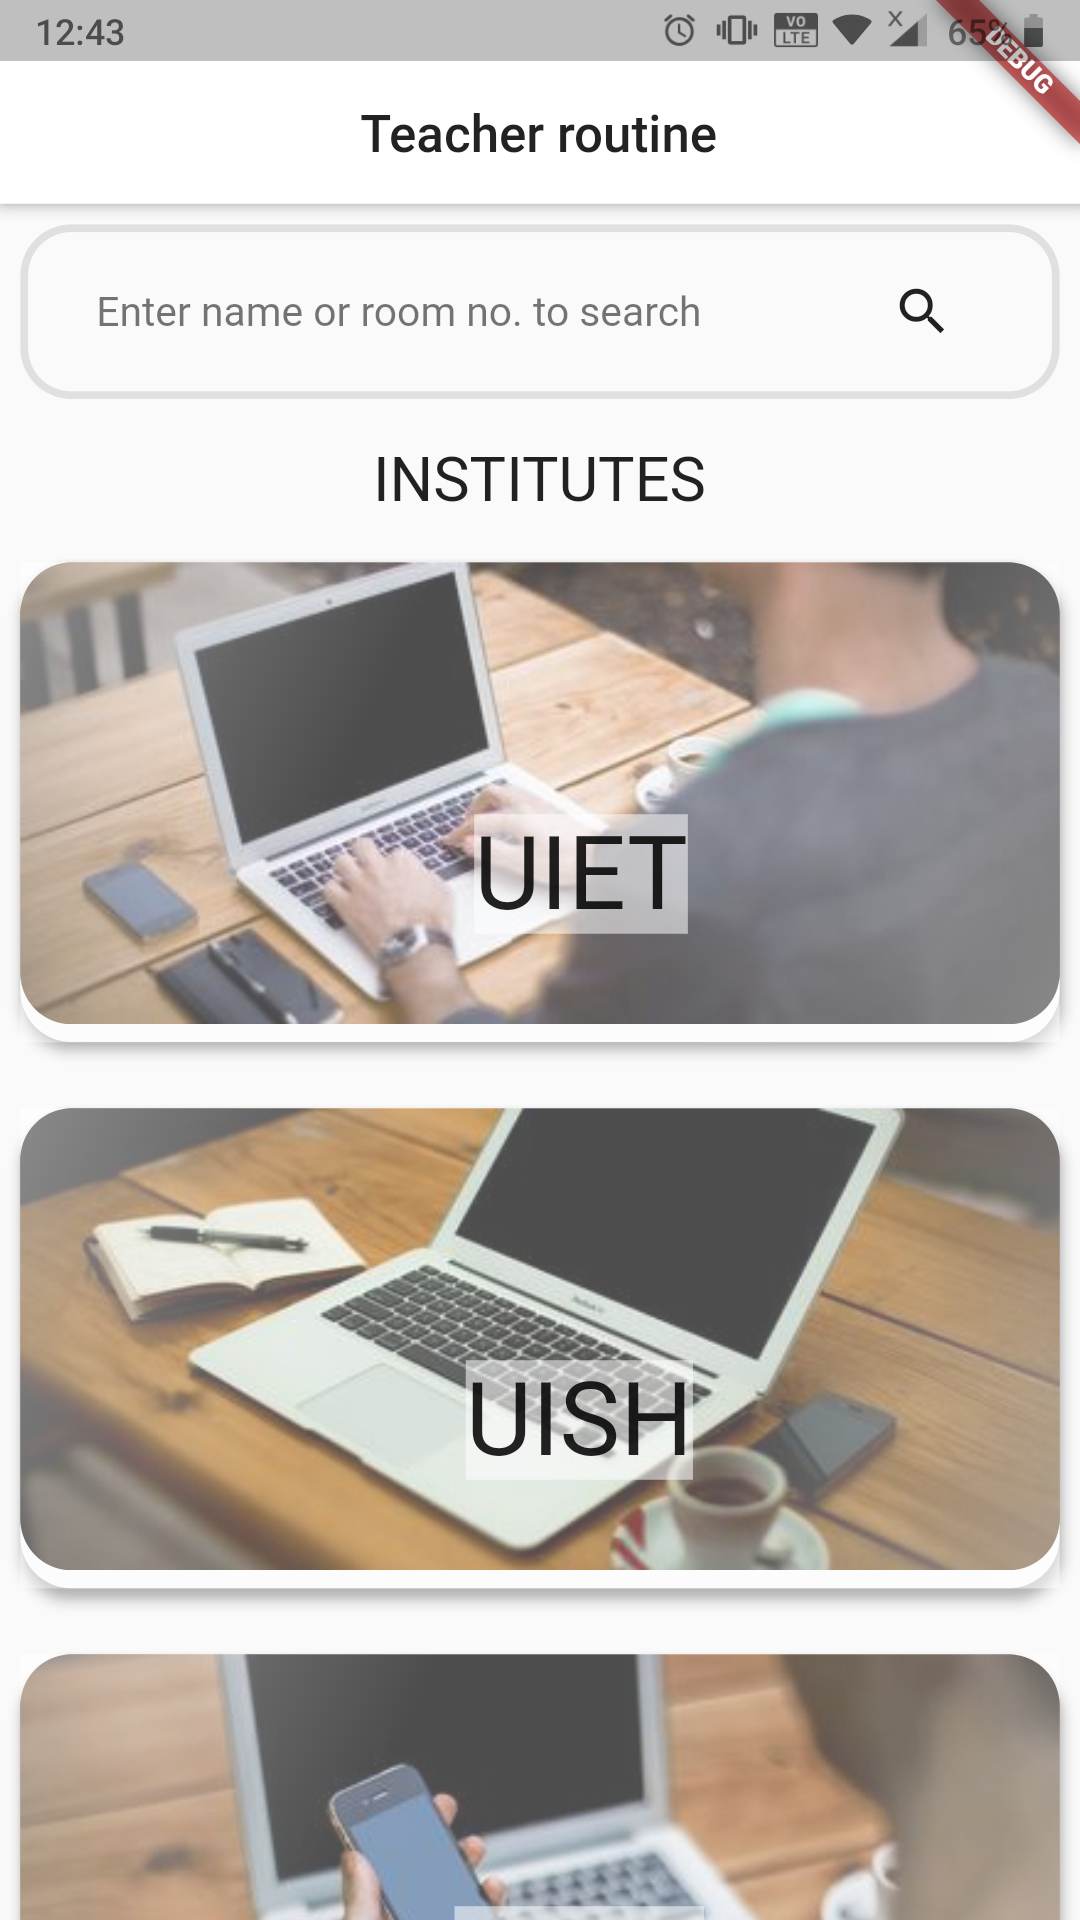 12:43
VO
LTE
X
65%
DEBUG
Teacher routine
Enter name or room no. to search
INSTITUTES
UIET
UISH